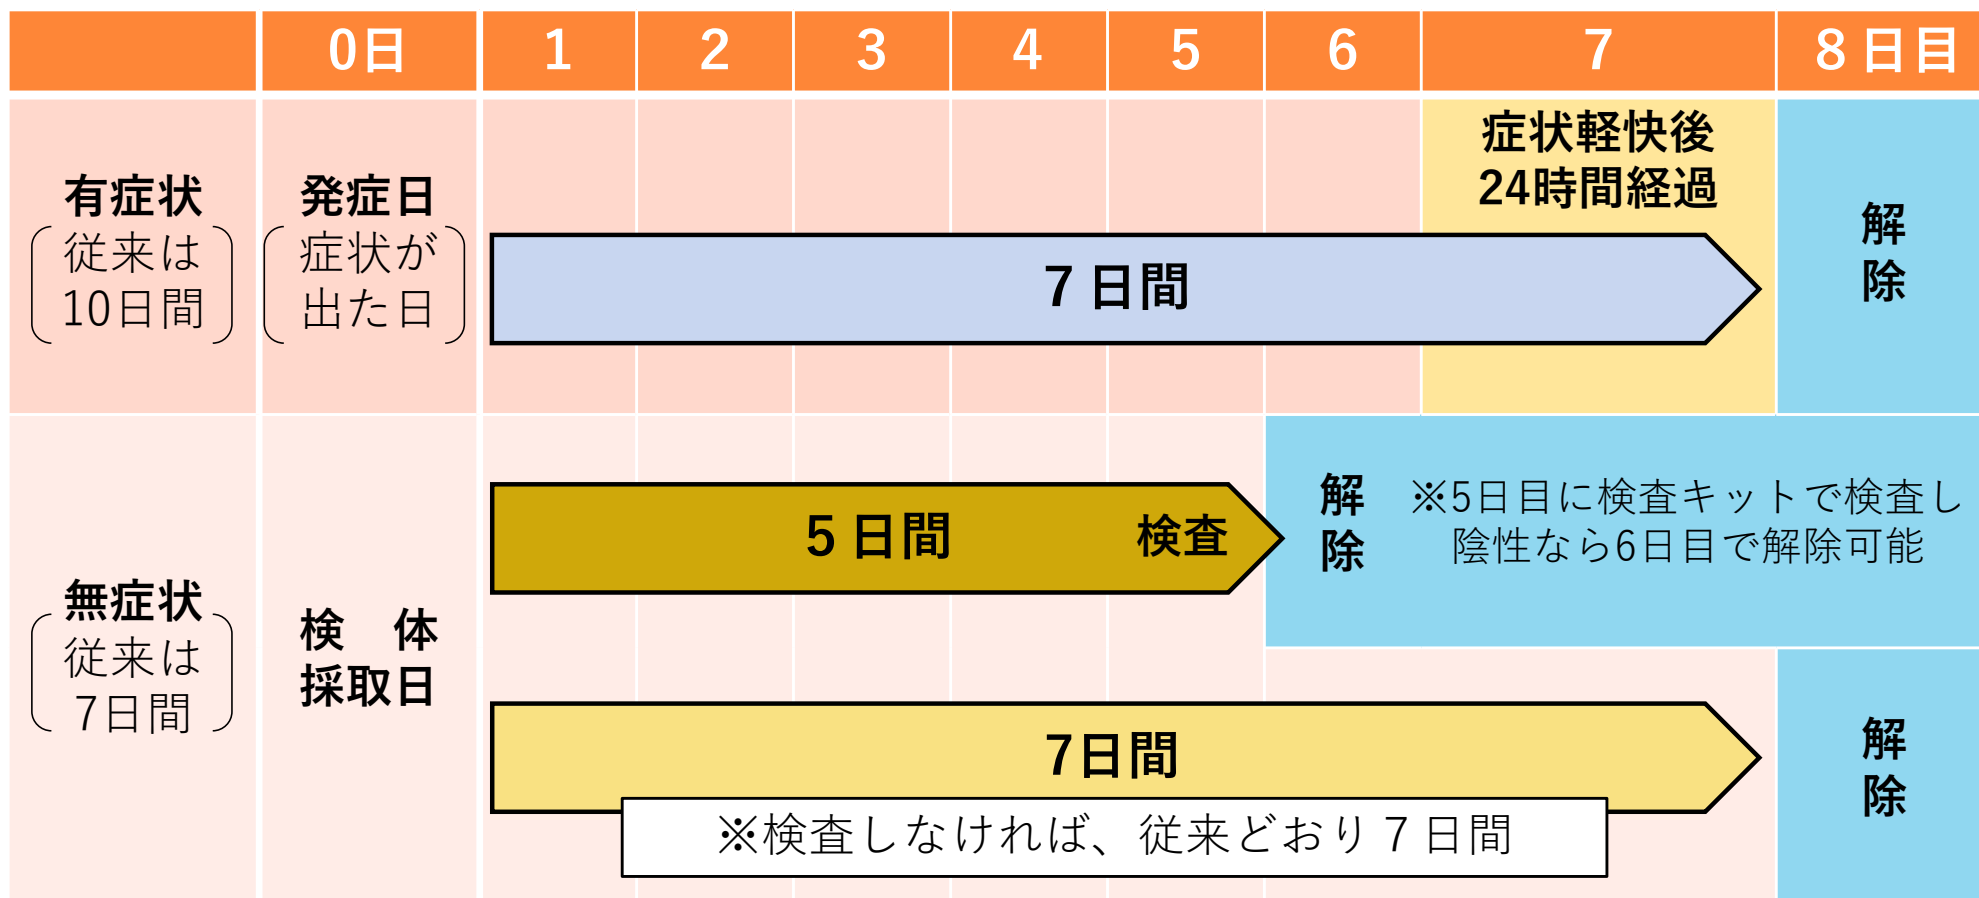 0日 1 2 3 4 5 6 7 8日目
有症状
従来は
10日間
発症日
症状が
出た日
7日間
症状軽快後
24時間経過
解
除
無症状
従来は
7日間
検　体
採取日
5日間　検査
解
除
※5日目に検査キットで検査し
陰性なら6日目で解除可能
7日間
※検査しなければ、従来どおり7日間
解
除